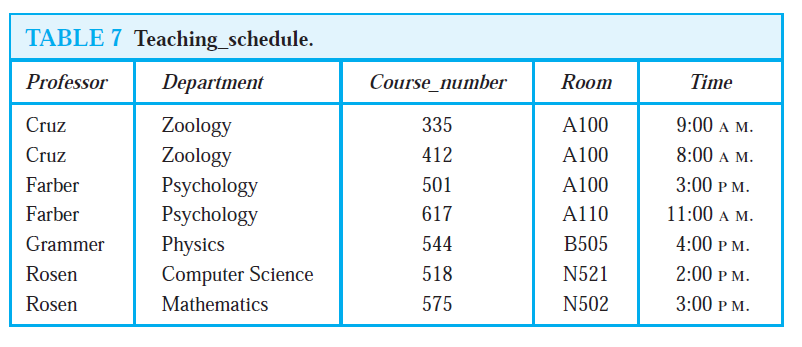 TABLE 7 Teaching_schedule.
Professor Department Course_number Room Time
Cruz Zoology 335 A100 9:00 A M.
Cruz Zoology 412 A100 8:00 A M.
Farber Psychology 501 A100 3:00 P M.
Farber Psychology 617 A110 11:00 A M.
Grammer Physics 544 B505 4:00 P M.
Rosen Computer Science 518 N521 2:00 P M.
Rosen Mathematics 575 N502 3:00 P M.